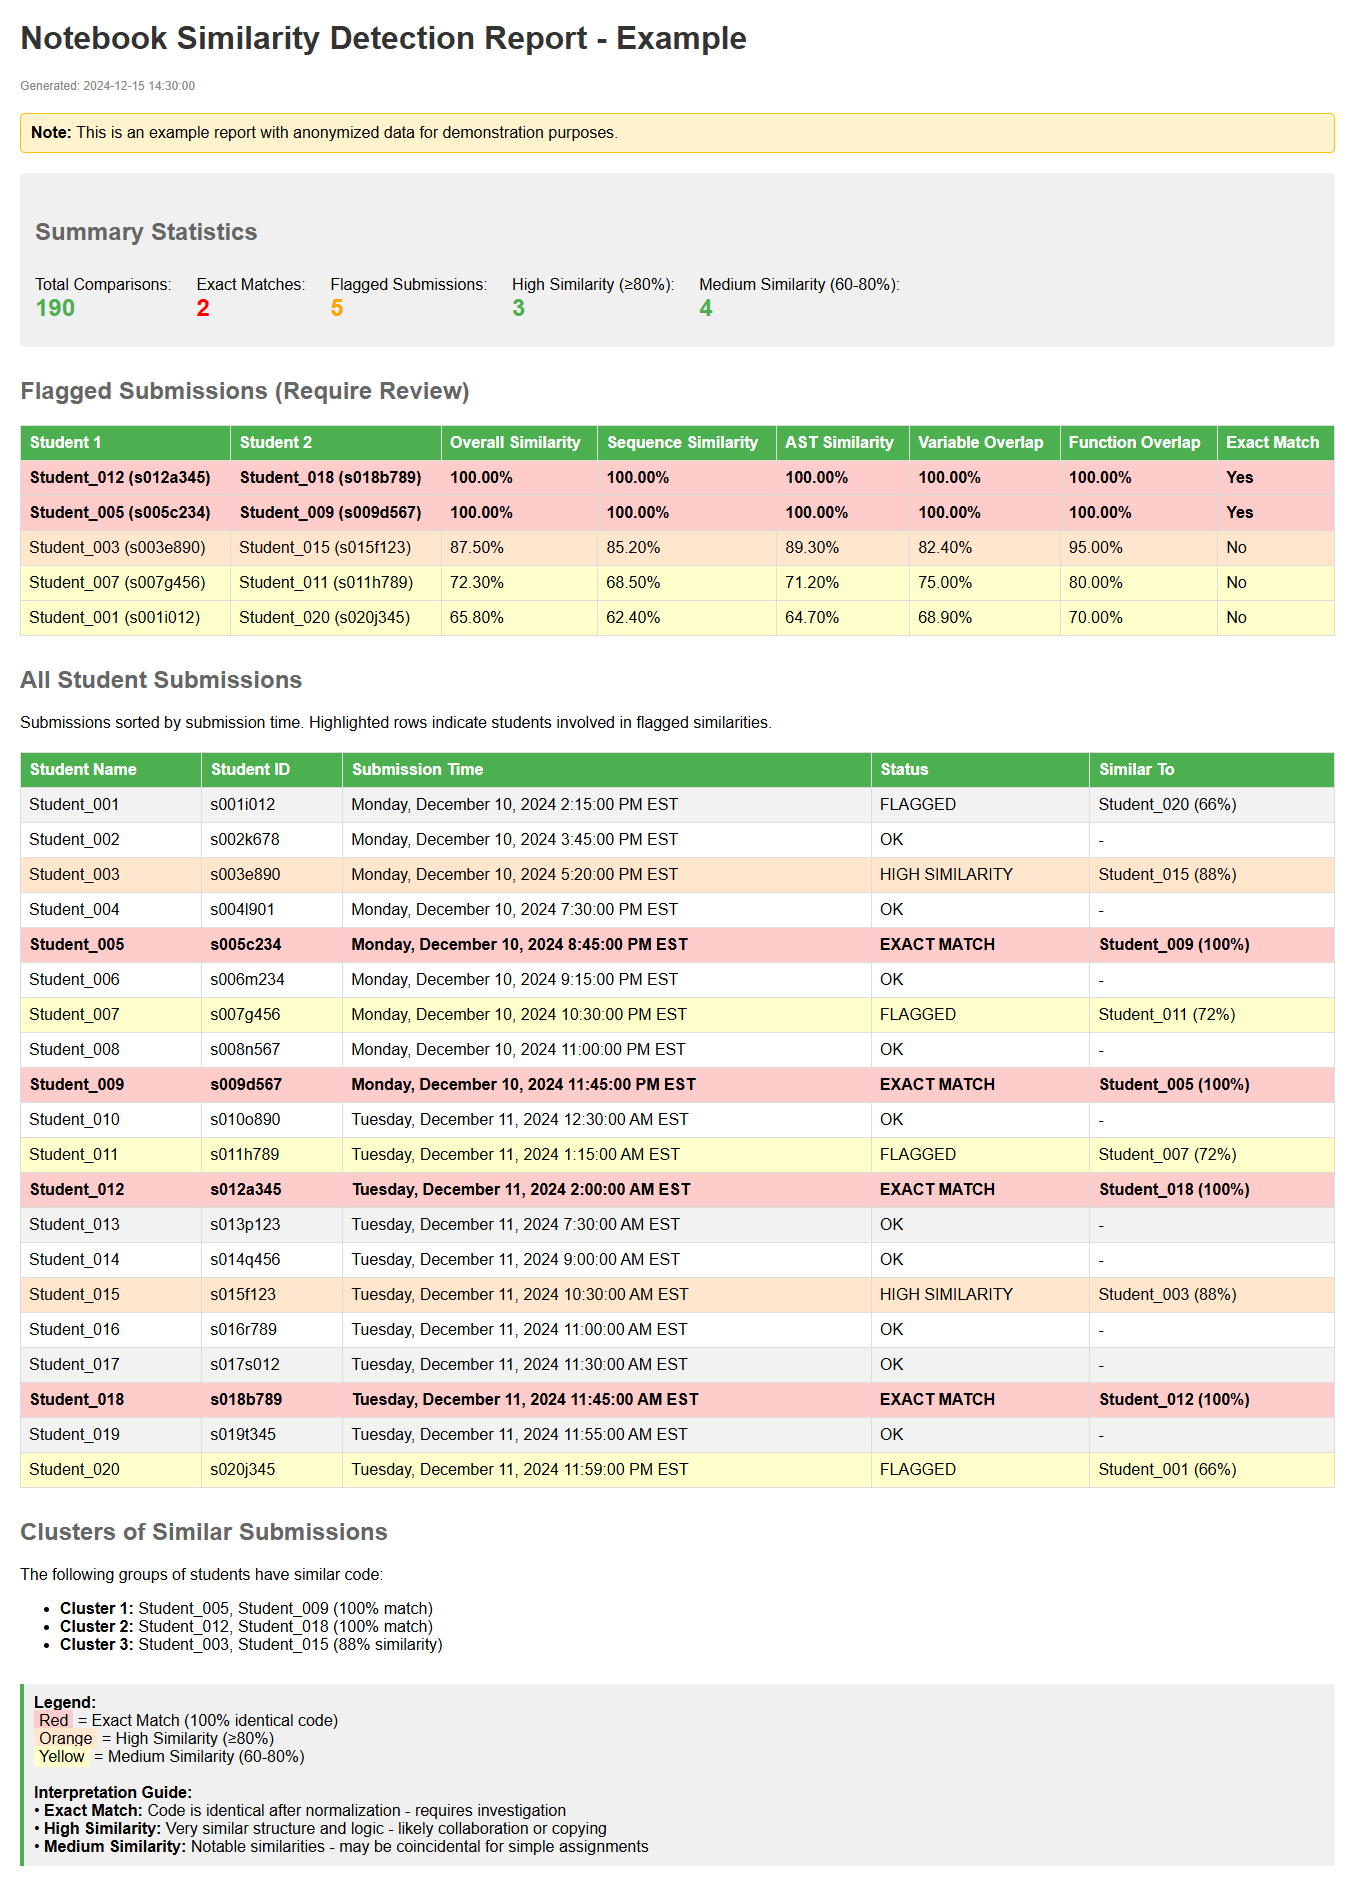 Notebook Similarity Detection Report - Example
Generated: 2024-12-15 14:30:00
Note: This is an example report with anonymized data for demonstration purposes.
Summary Statistics
Total Comparisons: Exact Matches: Flagged Submissions: High Similarity (≥80%): Medium Similarity (60-80%):
190 2 5 3 4
Flagged Submissions (Require Review)
Student 1 Student 2 Overall Similarity Sequence Similarity AST Similarity Variable Overlap Function Overlap Exact Match
Student_012 (s012a345) Student_018 (s018b789) 100.00% 100.00% 100.00% 100.00% 100.00% Yes
Student_005 (s005c234) Student_009 (s009d567) 100.00% 100.00% 100.00% 100.00% 100.00% Yes
Student_003 (s003e890) Student_015 (s015f123) 87.50% 85.20% 89.30% 82.40% 95.00% No
Student_007 (s007g456) Student_011 (s011h789) 72.30% 68.50% 71.20% 75.00% 80.00% No
Student_001 (s001i012) Student_020 (s020j345) 65.80% 62.40% 64.70% 68.90% 70.00% No
All Student Submissions
Submissions sorted by submission time. Highlighted rows indicate students involved in flagged similarities.
Student Name Student ID Submission Time Status Similar To
Student_001 s001i012 Monday, December 10, 2024 2:15:00 PM EST FLAGGED Student_020 (66%)
Student_002 s002k678 Monday, December 10, 2024 3:45:00 PM EST OK -
Student_003 s003e890 Monday, December 10, 2024 5:20:00 PM EST HIGH SIMILARITY Student_015 (88%)
Student_004 s004l901 Monday, December 10, 2024 7:30:00 PM EST OK -
Student_005 s005c234 Monday, December 10, 2024 8:45:00 PM EST EXACT MATCH Student_009 (100%)
Student_006 s006m234 Monday, December 10, 2024 9:15:00 PM EST OK -
Student_007 s007g456 Monday, December 10, 2024 10:30:00 PM EST FLAGGED Student_011 (72%)
Student_008 s008n567 Monday, December 10, 2024 11:00:00 PM EST OK -
Student_009 s009d567 Monday, December 10, 2024 11:45:00 PM EST EXACT MATCH Student_005 (100%)
Student_010 s010o890 Tuesday, December 11, 2024 12:30:00 AM EST OK -
Student_011 s011h789 Tuesday, December 11, 2024 1:15:00 AM EST FLAGGED Student_007 (72%)
Student_012 s012a345 Tuesday, December 11, 2024 2:00:00 AM EST EXACT MATCH Student_018 (100%)
Student_013 s013p123 Tuesday, December 11, 2024 7:30:00 AM EST OK -
Student_014 s014q456 Tuesday, December 11, 2024 9:00:00 AM EST OK -
Student_015 s015f123 Tuesday, December 11, 2024 10:30:00 AM EST HIGH SIMILARITY Student_003 (88%)
Student_016 s016r789 Tuesday, December 11, 2024 11:00:00 AM EST OK -
Student_017 s017s012 Tuesday, December 11, 2024 11:30:00 AM EST OK -
Student_018 s018b789 Tuesday, December 11, 2024 11:45:00 AM EST EXACT MATCH Student_012 (100%)
Student_019 s019t345 Tuesday, December 11, 2024 11:55:00 AM EST OK -
Student_020 s020j345 Tuesday, December 11, 2024 11:59:00 PM EST FLAGGED Student_001 (66%)
Clusters of Similar Submissions
The following groups of students have similar code:
• Cluster 1: Student_005, Student_009 (100% match)
• Cluster 2: Student_012, Student_018 (100% match)
• Cluster 3: Student_003, Student_015 (88% similarity)
Legend:
Red = Exact Match (100% identical code)
Orange = High Similarity (≥80%)
Yellow = Medium Similarity (60-80%)
Interpretation Guide:
• Exact Match: Code is identical after normalization - requires investigation
• High Similarity: Very similar structure and logic - likely collaboration or copying
• Medium Similarity: Notable similarities - may be coincidental for simple assignments